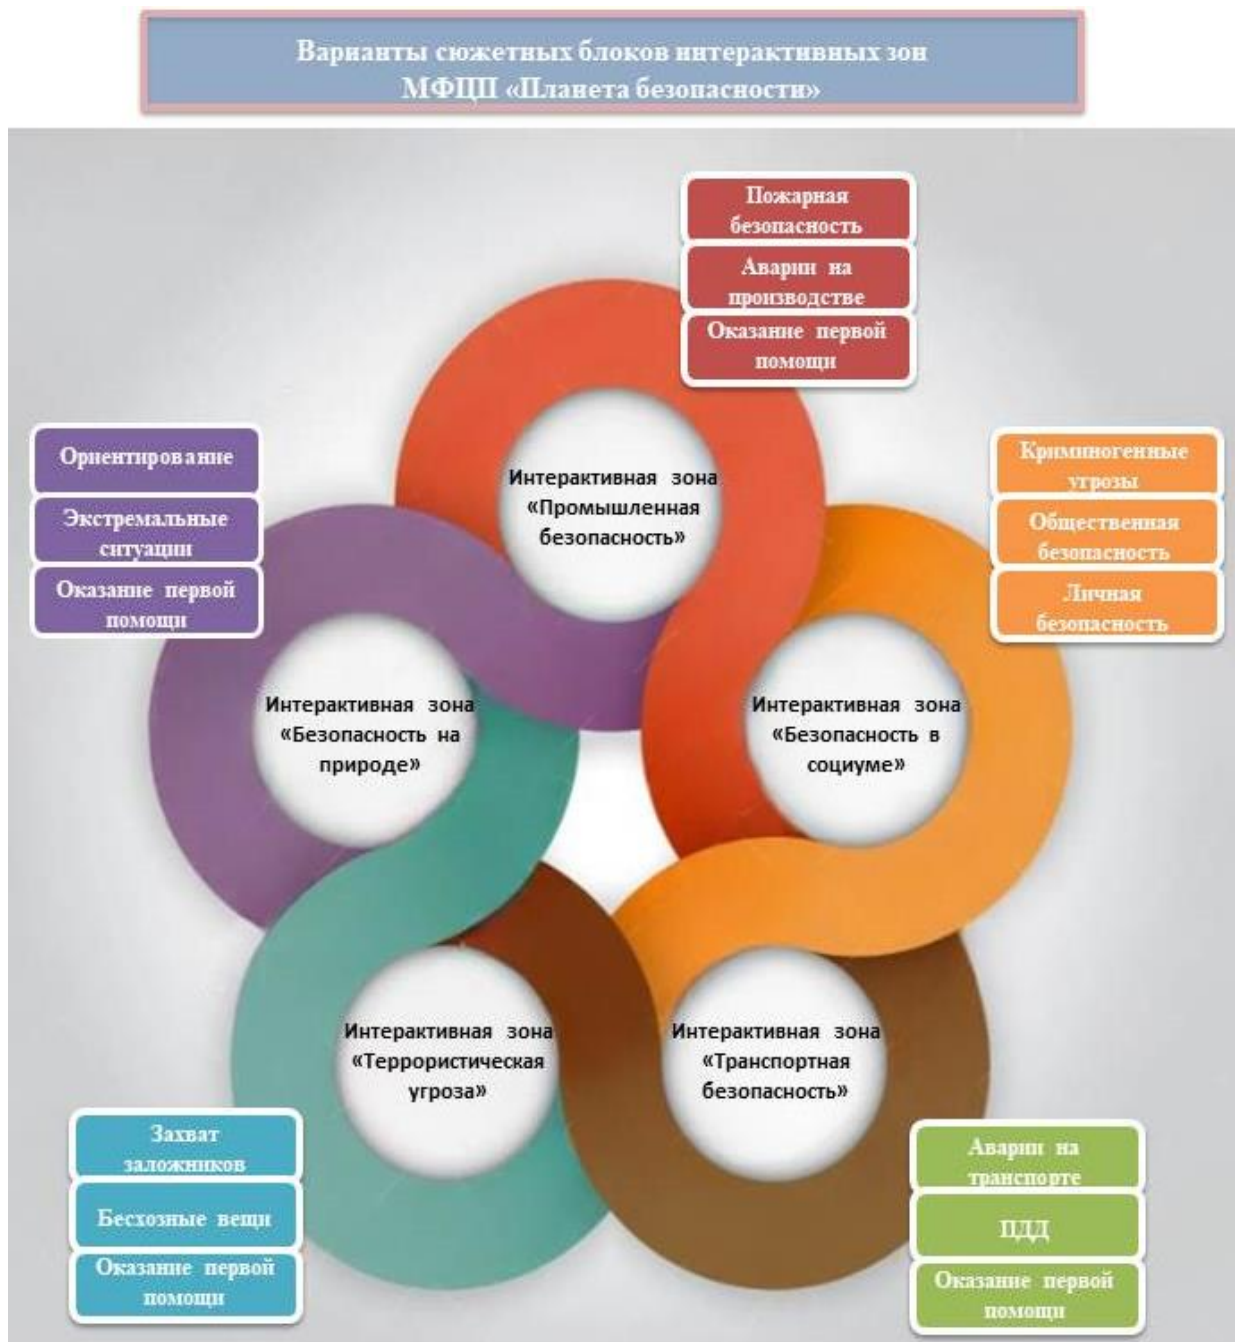 Варианты сюжетных блоков интерактивных зон
МФЦП «Планета безопасности»
Пожарная
безопасность
Аварии на
производстве
Оказание первой
помощи
Интерактивная зона
«Промышленная
безопасность»
Ориентирование
Экстремальные
ситуации
Оказание первой
помощи
Криминогенные
угрозы
Общественная
безопасность
Личная
безопасность
Интерактивная зона
«Безопасность на
природе»
Интерактивная зона
«Безопасность в
социуме»
Интерактивная зона
«Террористическая
угроза»
Интерактивная зона
«Транспортная
безопасность»
Захват
заложников
Бесхозные вещи
Оказание первой
помощи
Аварии на
транспорте
ПДД
Оказание первой
помощи